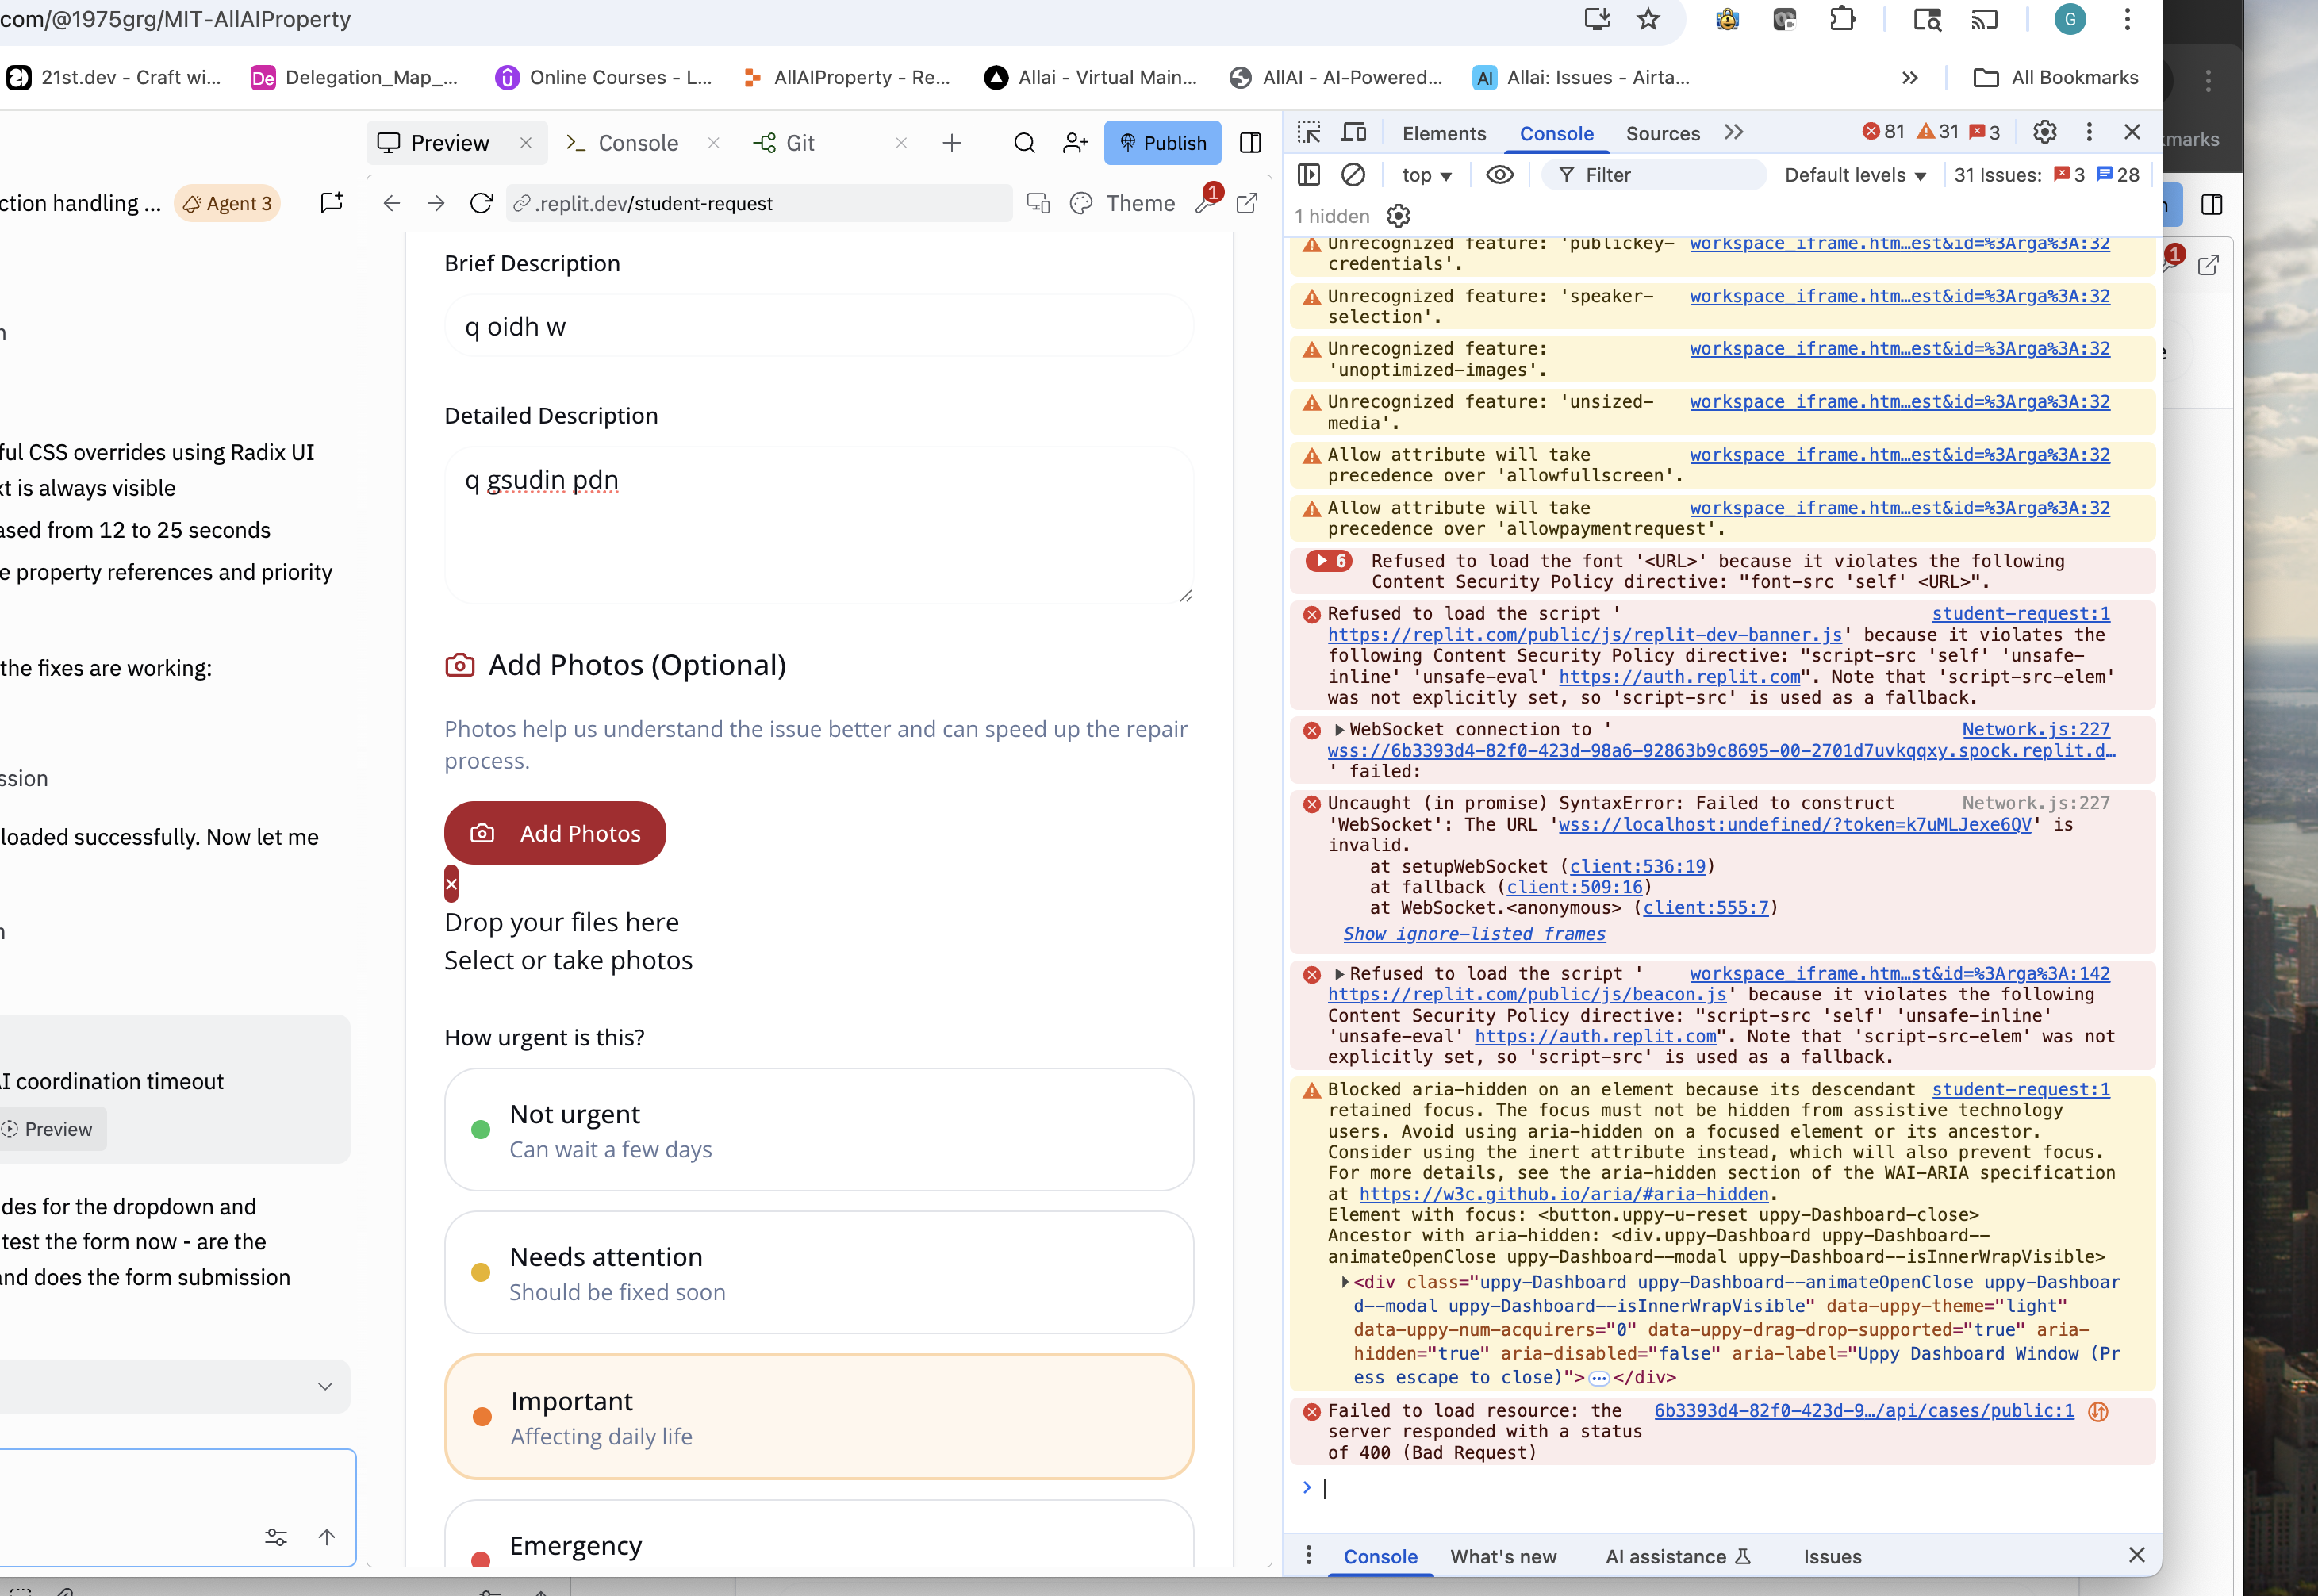 com/@1975grg/MIT-AllAIProperty
G
21st.dev - Craft wi...
De
Delegation_Map_...
Online Courses - L...
AllAIProperty - Re...
Allai - Virtual Main...
AllAI - AI-Powered...
AI
Allai: Issues - Airta...
All Bookmarks
ction handling ...
Agent 3
ful CSS overrides using Radix UI
xt is always visible
ased from 12 to 25 seconds
e property references and priority
the fixes are working:
ssion
loaded successfully. Now let me
AI coordination timeout
Preview
des for the dropdown and
test the form now - are the
and does the form submission
Preview
Console
Git
Publish
.replit.dev/student-request
Theme
1
Brief Description
q oidh w
Detailed Description
q gsudin pdn
Add Photos (Optional)
Photos help us understand the issue better and can speed up the repair
process.
Add Photos
Drop your files here
Select or take photos
How urgent is this?
Not urgent
Can wait a few days
Needs attention
Should be fixed soon
Important
Affecting daily life
Emergency
Elements
Console
Sources
81
31
3
top
Filter
Default levels
31 Issues:
3
28
1 hidden
Unrecognized feature: 'publickey- workspace_iframe.htm…est&id=%3Arga%3A:32
credentials'.
Unrecognized feature: 'speaker- workspace_iframe.htm…est&id=%3Arga%3A:32
selection'.
Unrecognized feature: workspace_iframe.htm…est&id=%3Arga%3A:32
'unoptimized-images'.
Unrecognized feature: 'unsized- workspace_iframe.htm…est&id=%3Arga%3A:32
media'.
Allow attribute will take workspace_iframe.htm…est&id=%3Arga%3A:32
precedence over 'allowfullscreen'.
Allow attribute will take workspace_iframe.htm…est&id=%3Arga%3A:32
precedence over 'allowpaymentrequest'.
6 Refused to load the font '<URL>' because it violates the following
Content Security Policy directive: "font-src 'self' <URL>".
Refused to load the script ' student-request:1
https://replit.com/public/js/replit-dev-banner.js' because it violates the
following Content Security Policy directive: "script-src 'self' 'unsafe-
inline' 'unsafe-eval' https://auth.replit.com". Note that 'script-src-elem'
was not explicitly set, so 'script-src' is used as a fallback.
WebSocket connection to ' Network.js:227
wss://6b3393d4-82f0-423d-98a6-92863b9c8695-00-2701d7uvkqqxy.spock.replit.d…
' failed:
Uncaught (in promise) SyntaxError: Failed to construct Network.js:227
'WebSocket': The URL 'wss://localhost:undefined/?token=k7uMLJexe6QV' is
invalid.
at setupWebSocket (client:536:19)
at fallback (client:509:16)
at WebSocket.<anonymous> (client:555:7)
Show ignore-listed frames
Refused to load the script ' workspace_iframe.htm…st&id=%3Arga%3A:142
https://replit.com/public/js/beacon.js' because it violates the following
Content Security Policy directive: "script-src 'self' 'unsafe-inline'
'unsafe-eval' https://auth.replit.com". Note that 'script-src-elem' was not
explicitly set, so 'script-src' is used as a fallback.
Blocked aria-hidden on an element because its descendant student-request:1
retained focus. The focus must not be hidden from assistive technology
users. Avoid using aria-hidden on a focused element or its ancestor.
Consider using the inert attribute instead, which will also prevent focus.
For more details, see the aria-hidden section of the WAI-ARIA specification
at https://w3c.github.io/aria/#aria-hidden.
Element with focus: <button.uppy-u-reset uppy-Dashboard-close>
Ancestor with aria-hidden: <div.uppy-Dashboard uppy-Dashboard--
animateOpenClose uppy-Dashboard--modal uppy-Dashboard--isInnerWrapVisible>
<div class="uppy-Dashboard uppy-Dashboard--animateOpenClose uppy-Dashboar
d--modal uppy-Dashboard--isInnerWrapVisible" data-uppy-theme="light"
data-uppy-num-acquirers="0" data-uppy-drag-drop-supported="true" aria-
hidden="true" aria-disabled="false" aria-label="Uppy Dashboard Window (Pr
ess escape to close)">…</div>
Failed to load resource: the 6b3393d4-82f0-423d-9…/api/cases/public:1
server responded with a status
of 400 (Bad Request)
Console
What's new
AI assistance
Issues
kmarks
1